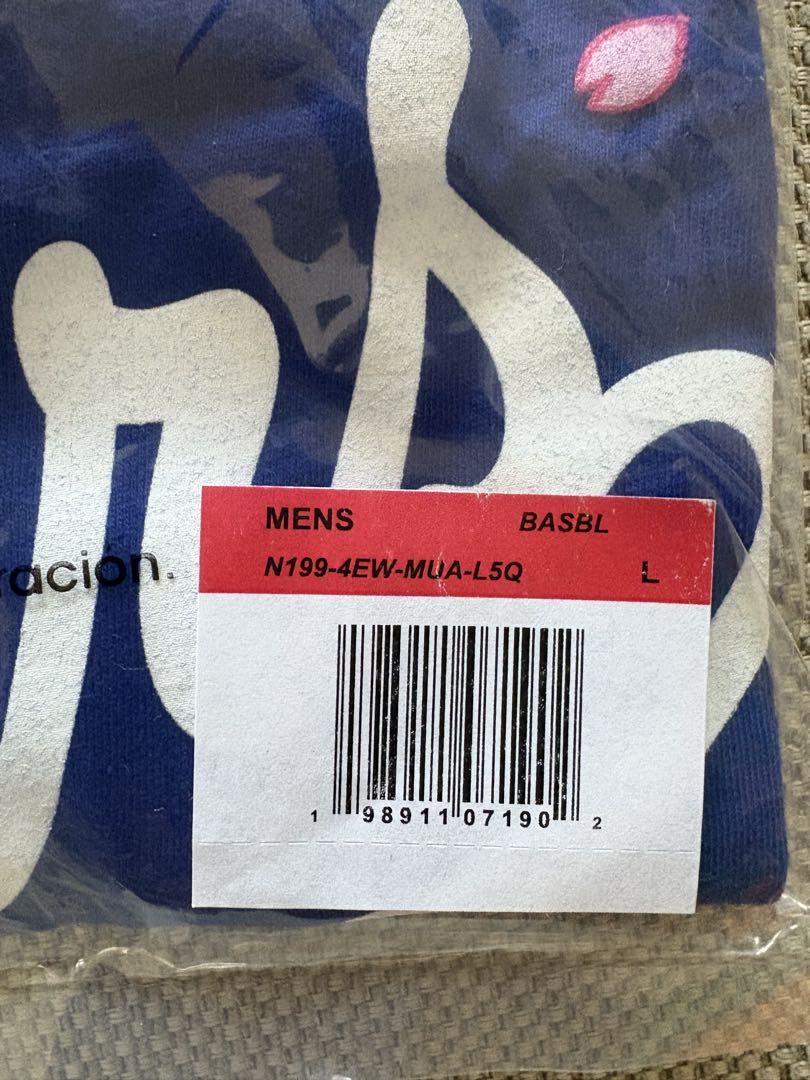 MENS BASBL
N199-4EW-MUA-L5Q L
racion.
1 98911 07190 2